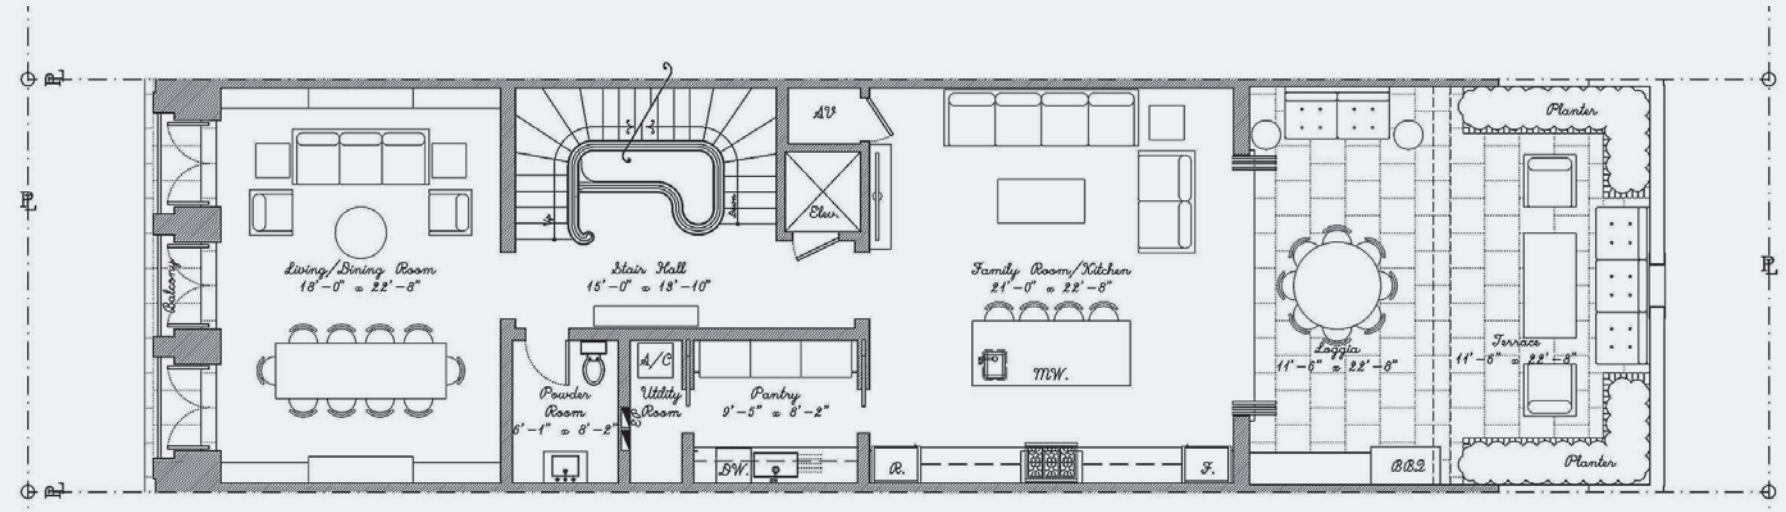 PL
PL
PL
Balcony
Living/Dining Room
18'-0" x 22'-8"
Up
Down
Stair Hall
15'-0" x 13'-10"
AV
Elev.
Powder
Room
6'-1" x 8'-2"
A/C
Utility
Room
Pantry
9'-5" x 8'-2"
DW.
Family Room/Kitchen
21'-0" x 22'-8"
MW.
R.
F.
Loggia
11'-6" x 22'-8"
BBQ
Planter
Terrace
11'-6" x 22'-8"
Planter
PL